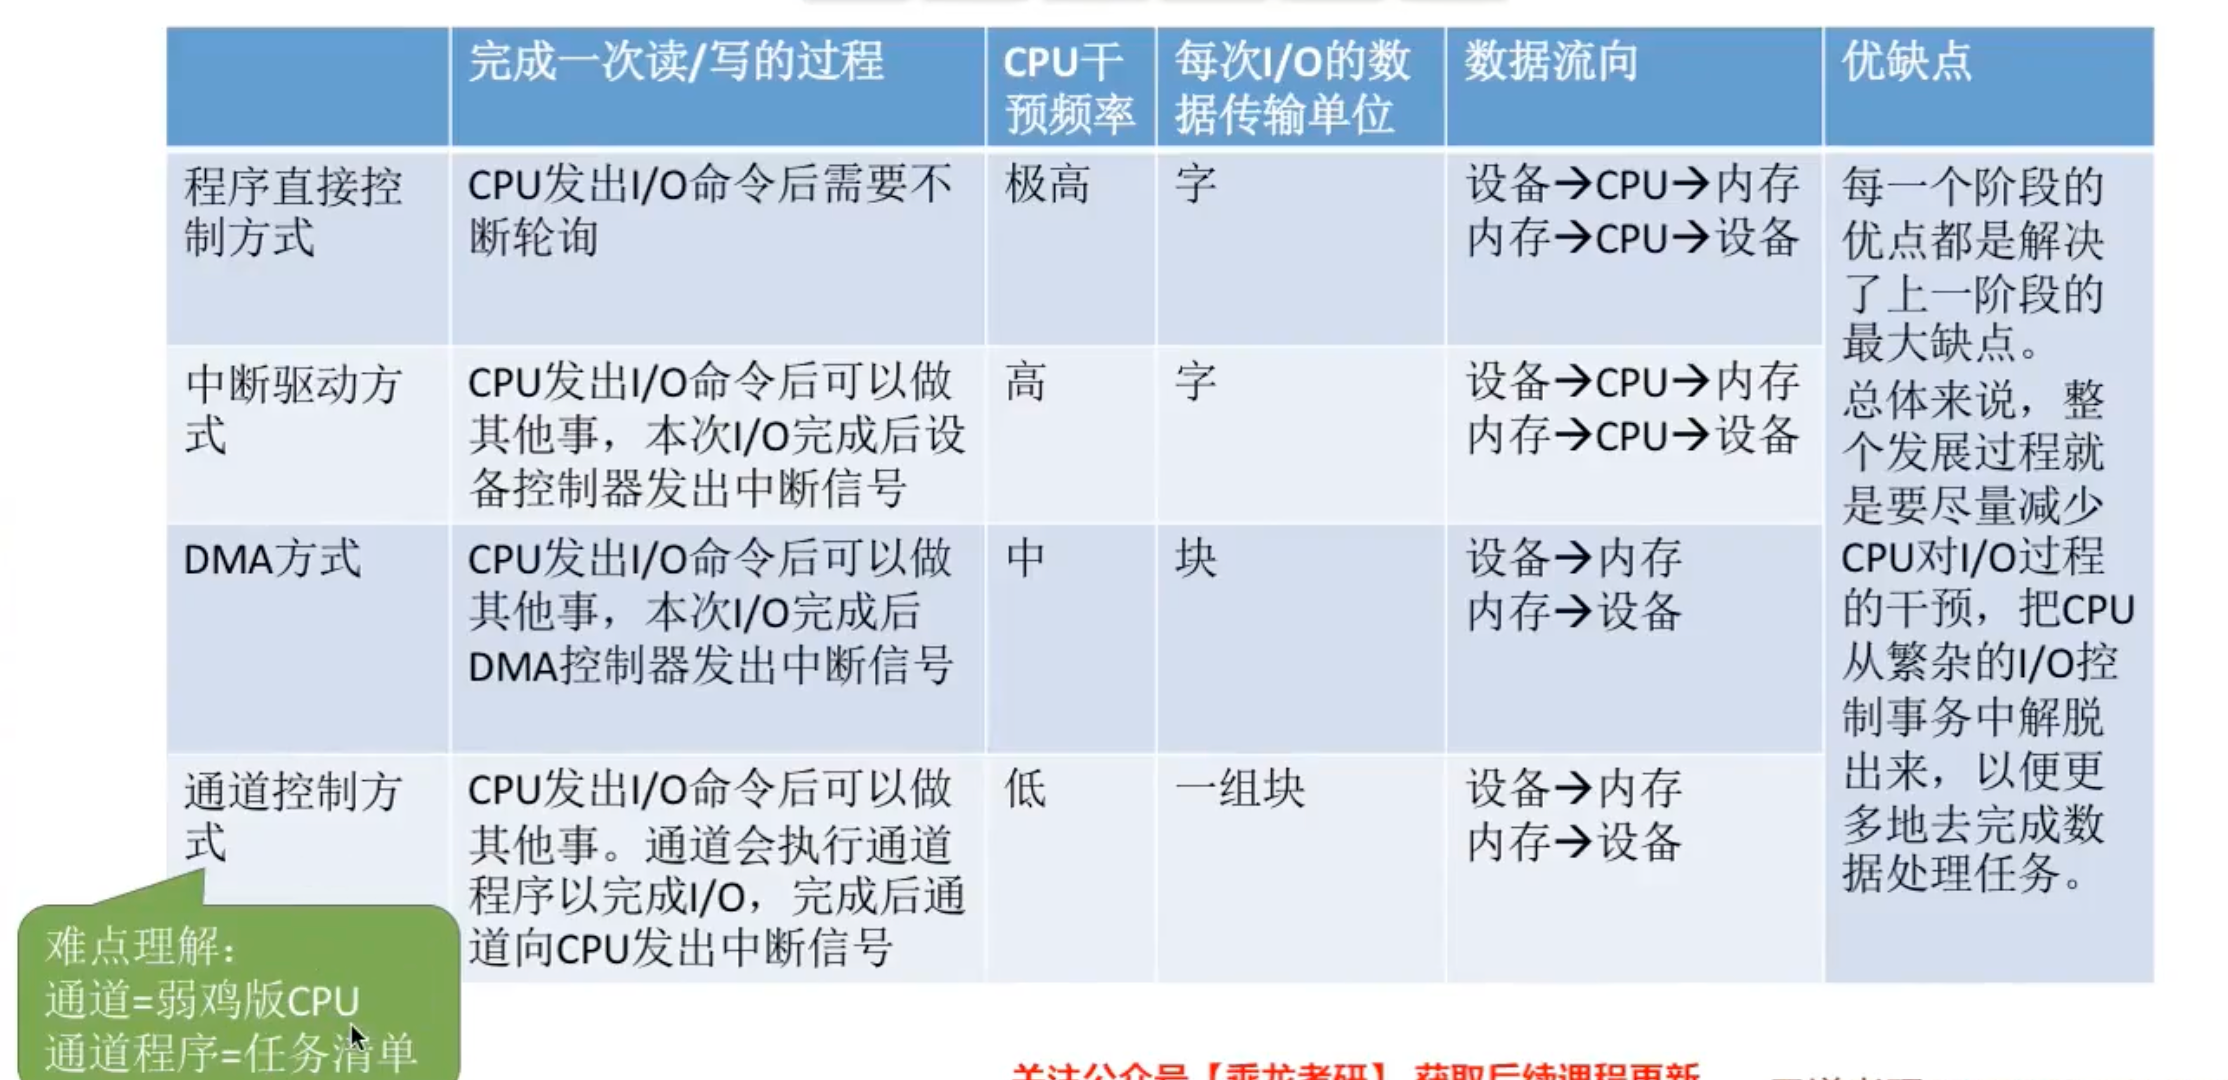 完成一次读/写的过程
CPU干
预频率
每次I/O的数
据传输单位
数据流向
优缺点
程序直接控
制方式
CPU发出I/O命令后需要不
断轮询
极高
字
设备→CPU→内存
内存→CPU→设备
每一个阶段的
优点都是解决
了上一阶段的
最大缺点。
总体来说，整
个发展过程就
是要尽量减少
CPU对I/O过程
的干预，把CPU
从繁杂的I/O控
制事务中解脱
出来，以便更
多地去完成数
据处理任务。
中断驱动方
式
CPU发出I/O命令后可以做
其他事，本次I/O完成后设
备控制器发出中断信号
高
字
设备→CPU→内存
内存→CPU→设备
DMA方式
CPU发出I/O命令后可以做
其他事，本次I/O完成后
DMA控制器发出中断信号
中
块
设备→内存
内存→设备
通道控制方
式
CPU发出I/O命令后可以做
其他事。通道会执行通道
程序以完成I/O，完成后通
道向CPU发出中断信号
低
一组块
设备→内存
内存→设备
难点理解：
通道=弱鸡版CPU
通道程序=任务清单
关注公众号【乘龙考研】 获取后续课程更新